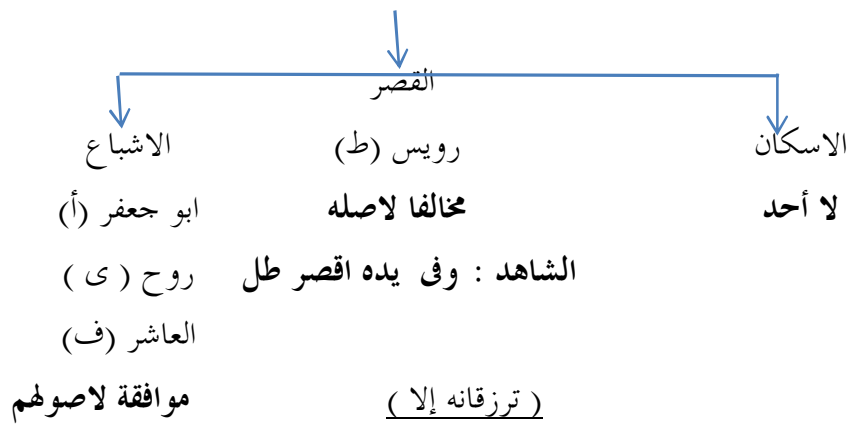 القصر
الاسكان رويس (ط) الاشباع
لا أحد مخالفا لاصله ابو جعفر (أ)
الشاهد : وفى يده اقصر طل روح ( ى )
العاشر (ف)
( ترزقانه إلا ) موافقة لاصولهم